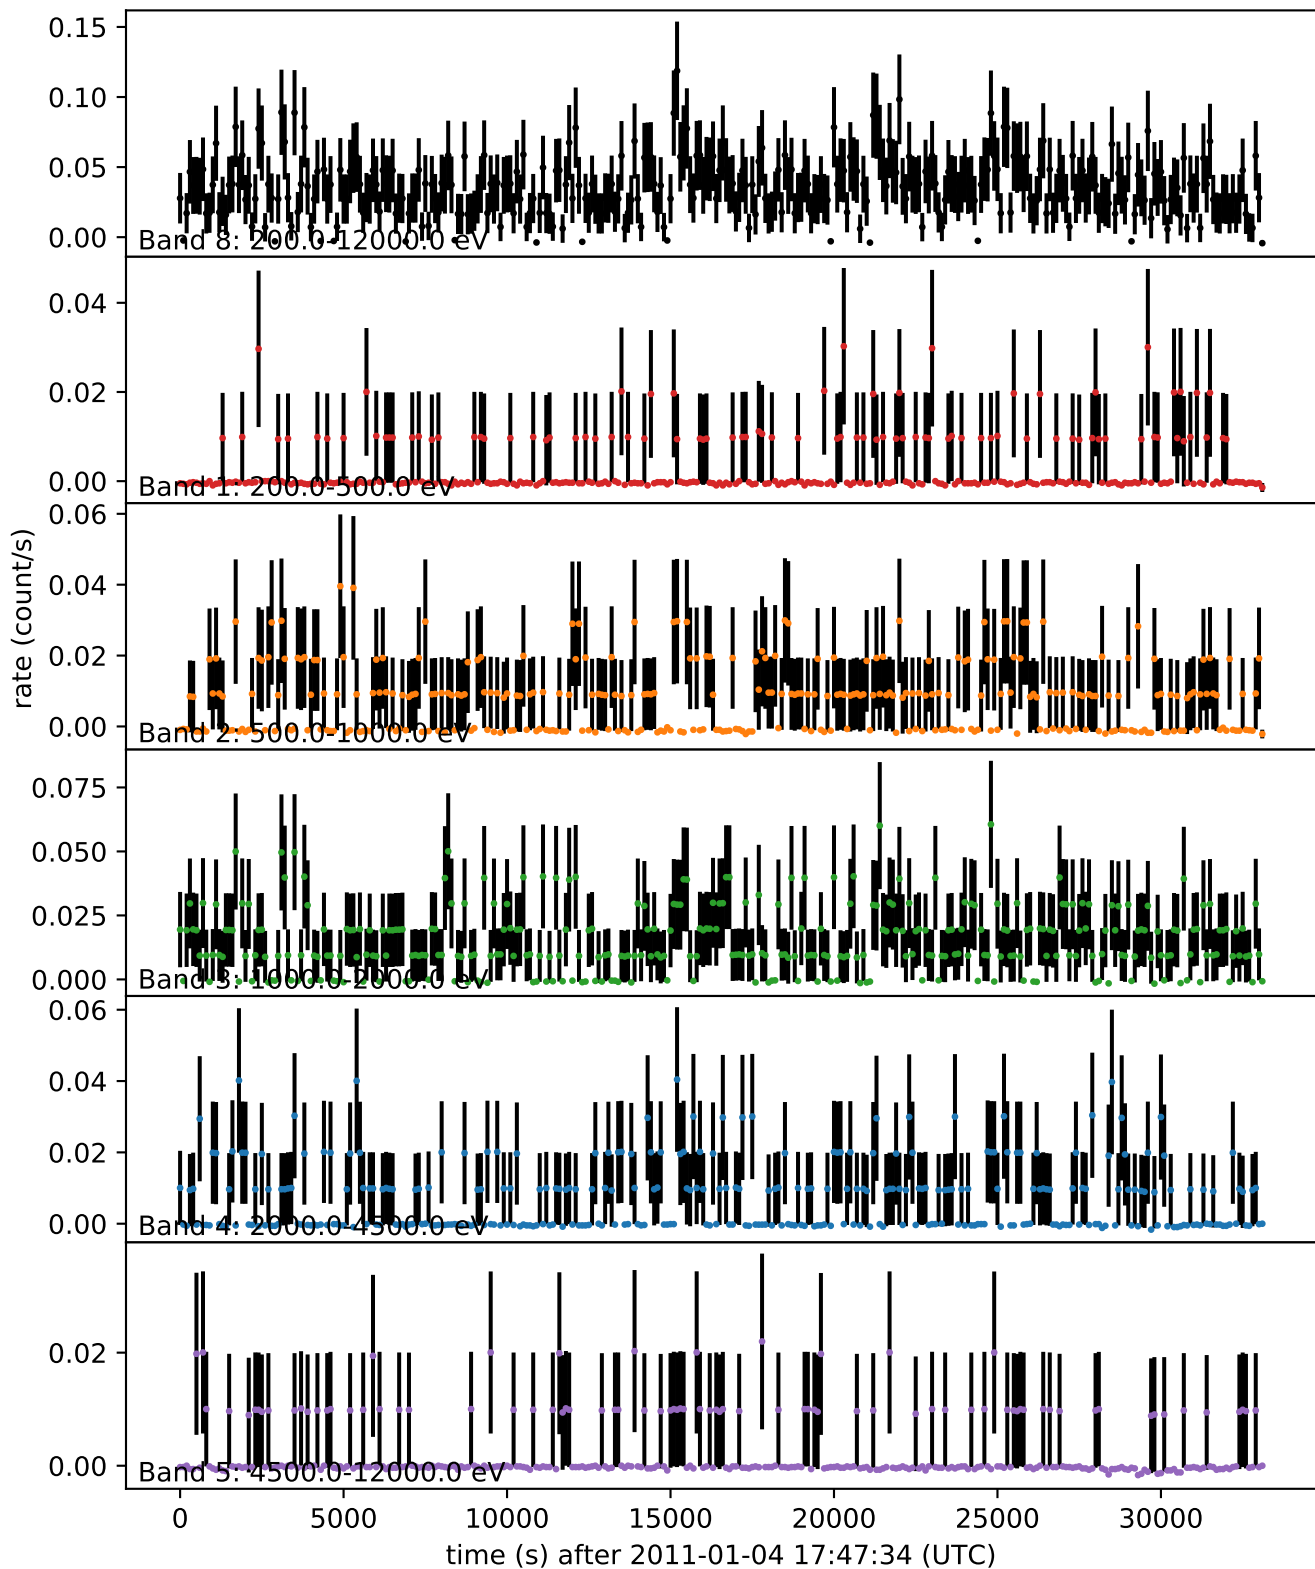 0.15
0.10
0.05
0.00
Band 8: 200.0-12000.0 eV
0.04
0.02
0.00
Band 1: 200.0-500.0 eV
0.06
0.04
0.02
0.00
Band 2: 500.0-1000.0 eV
rate (count/s)
0.075
0.050
0.025
0.000
Band 3: 1000.0-2000.0 eV
0.06
0.04
0.02
0.00
Band 4: 2000.0-4500.0 eV
0.02
0.00
Band 5: 4500.0-12000.0 eV
0 5000 10000 15000 20000 25000 30000
time (s) after 2011-01-04 17:47:34 (UTC)